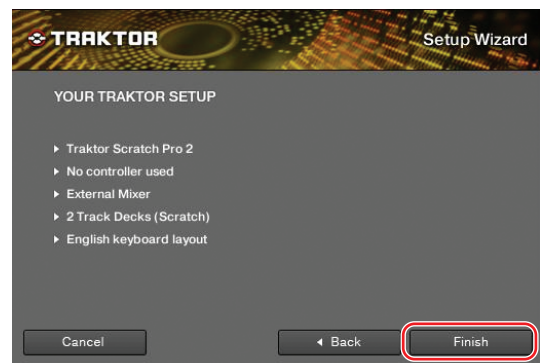 TRAKTOR
Setup Wizard
YOUR TRAKTOR SETUP
Traktor Scratch Pro 2
No controller used
External Mixer
2 Track Decks (Scratch)
English keyboard layout
Cancel
Back
Finish